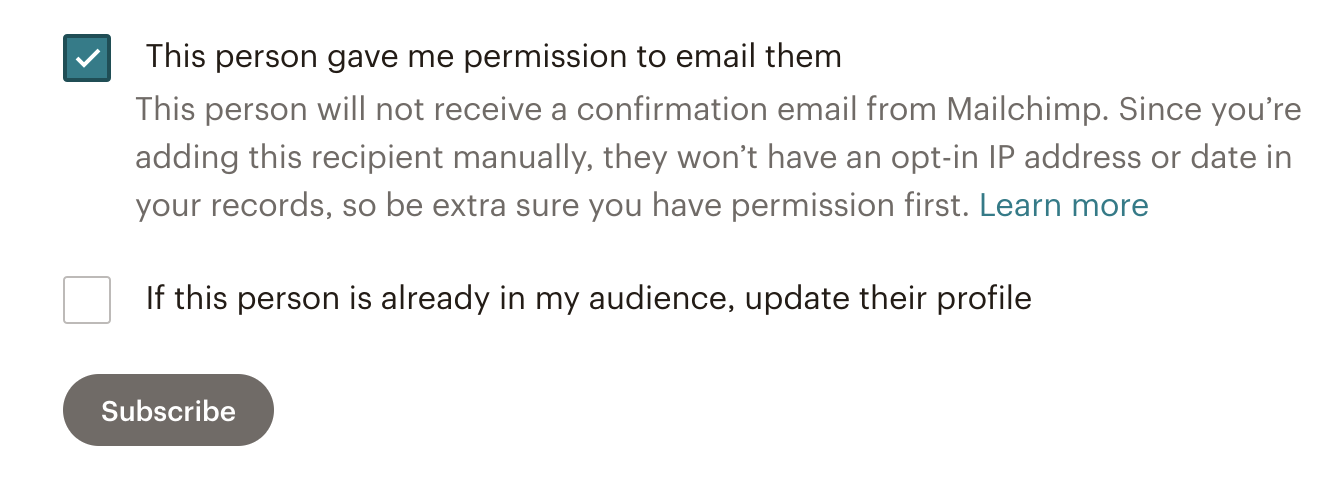 This person gave me permission to email them
This person will not receive a confirmation email from Mailchimp. Since you’re
adding this recipient manually, they won’t have an opt-in IP address or date in
your records, so be extra sure you have permission first. Learn more
If this person is already in my audience, update their profile
Subscribe